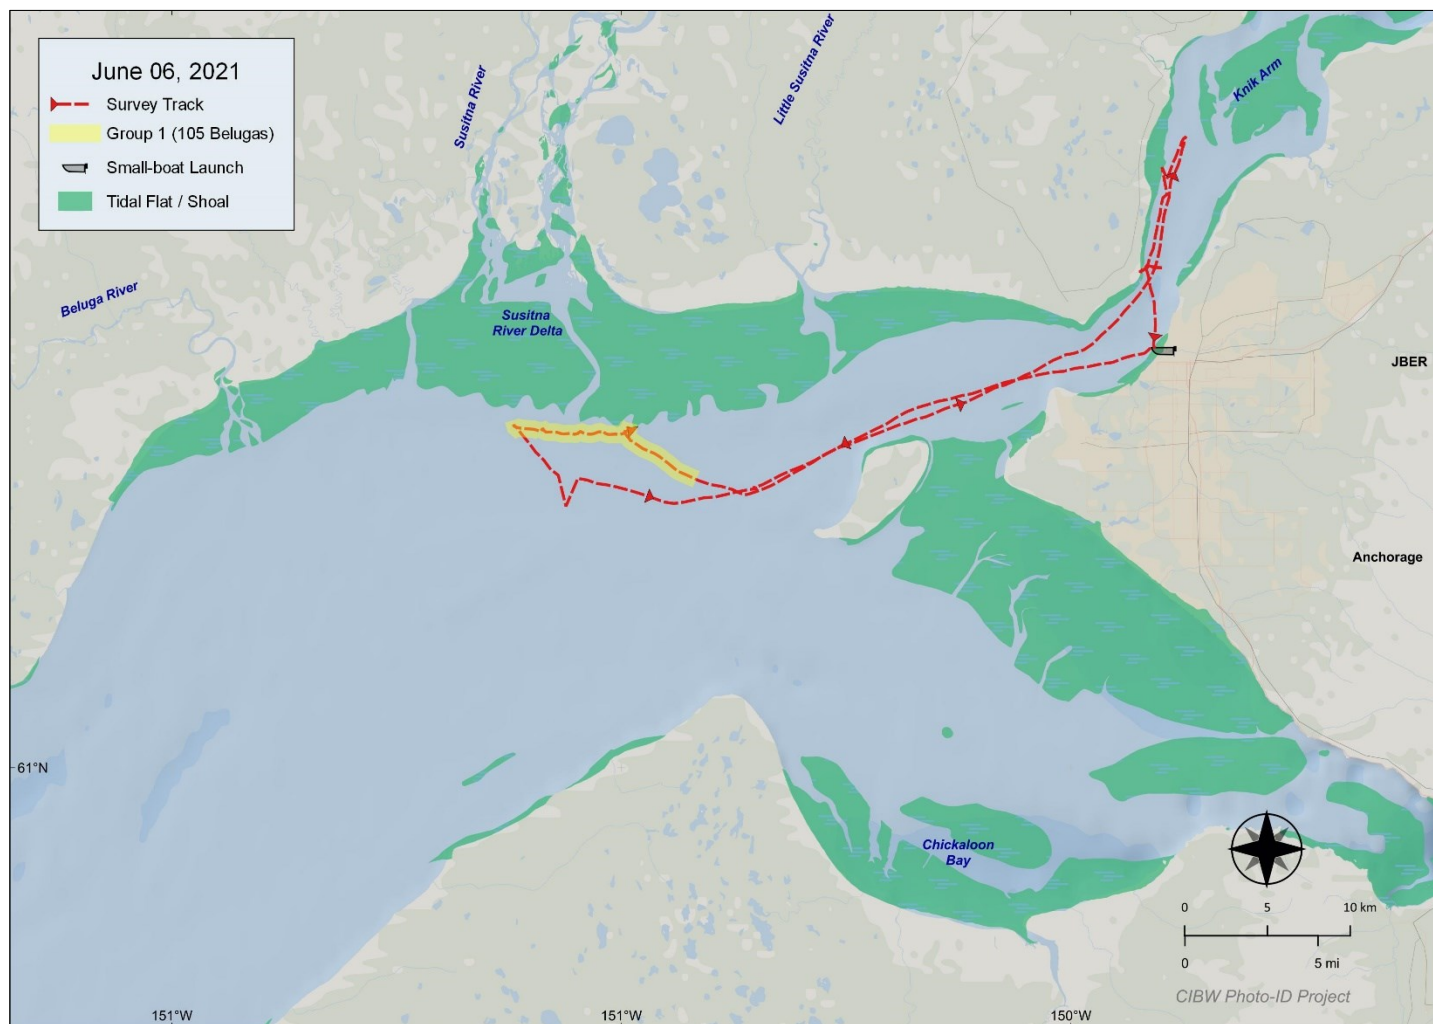 June 06, 2021
Survey Track
Group 1 (105 Belugas)
Small-boat Launch
Tidal Flat / Shoal
Susitna River
Little Susitna River
Knik Arm
Beluga River
Susitna
River Delta
JBER
Anchorage
61°N
Chickaloon
Bay
0 5 10 km
0 5 mi
CIBW Photo-ID Project
151°W 151°W 150°W